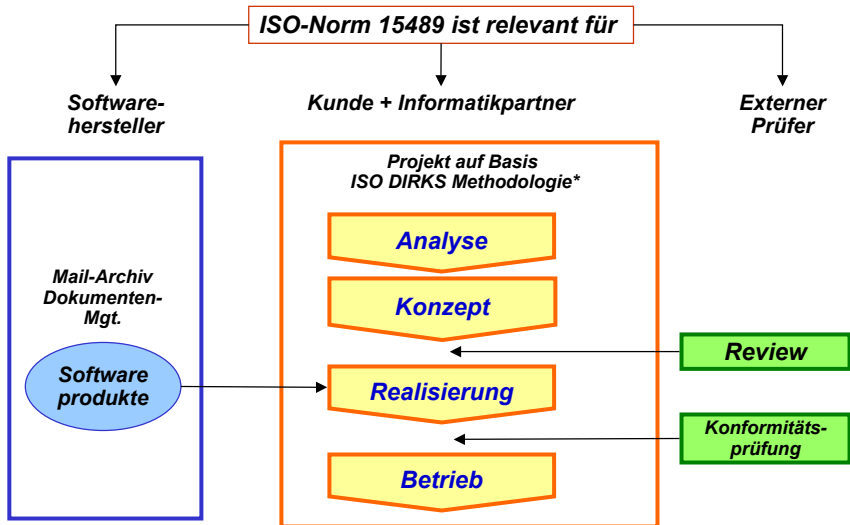 ISO-Norm 15489 ist relevant für
Software-
hersteller
Kunde + Informatikpartner
Externer
Prüfer
Mail-Archiv
Dokumenten-
Mgt.
Software
produkte
Projekt auf Basis
ISO DIRKS Methodologie*
Analyse
Konzept
Realisierung
Betrieb
Review
Konformitäts-
prüfung